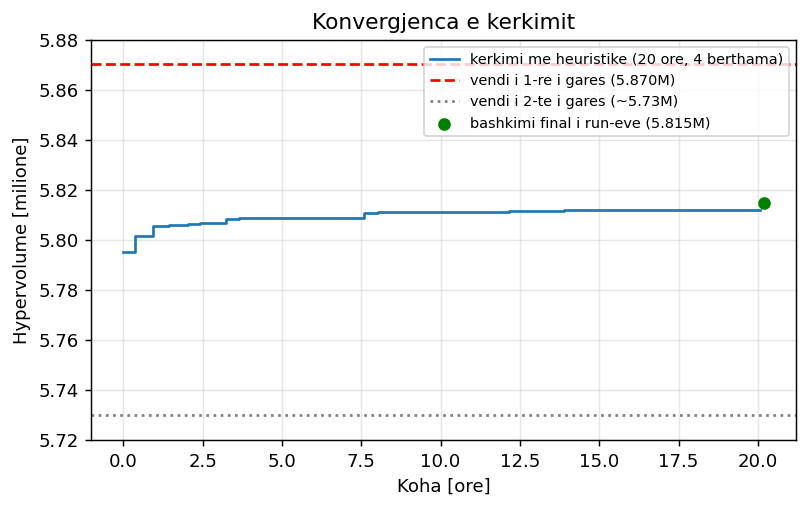 Konvergjenca e kerkimit
kerkimi me heuristike (20 ore, 4 berthama)
vendi i 1-re i gares (5.870M)
vendi i 2-te i gares (~5.73M)
bashkimi final i run-eve (5.815M)
Hypervolume [milione]
5.88
5.86
5.84
5.82
5.80
5.78
5.76
5.74
5.72
0.0 2.5 5.0 7.5 10.0 12.5 15.0 17.5 20.0
Koha [ore]